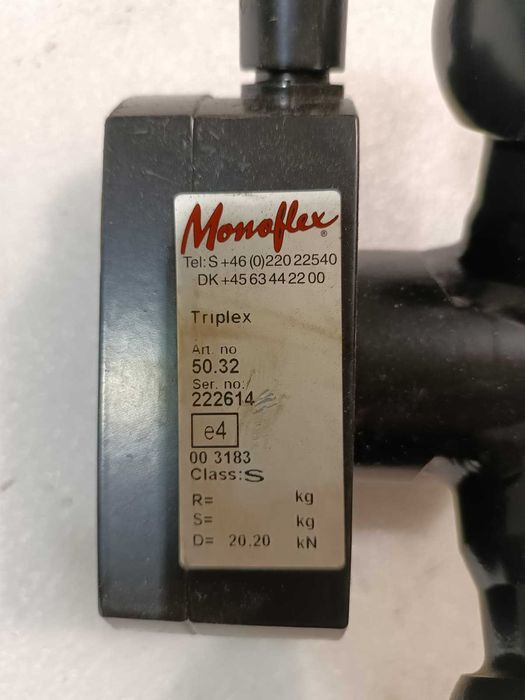 Monoflex®
Tel: S +46 (0)220 22540
DK +45 63 44 22 00
Triplex
Art. no
50.32
Ser. no:
222614
e4
00 3183
Class: S
R= kg
S= kg
D= 20.20 kN